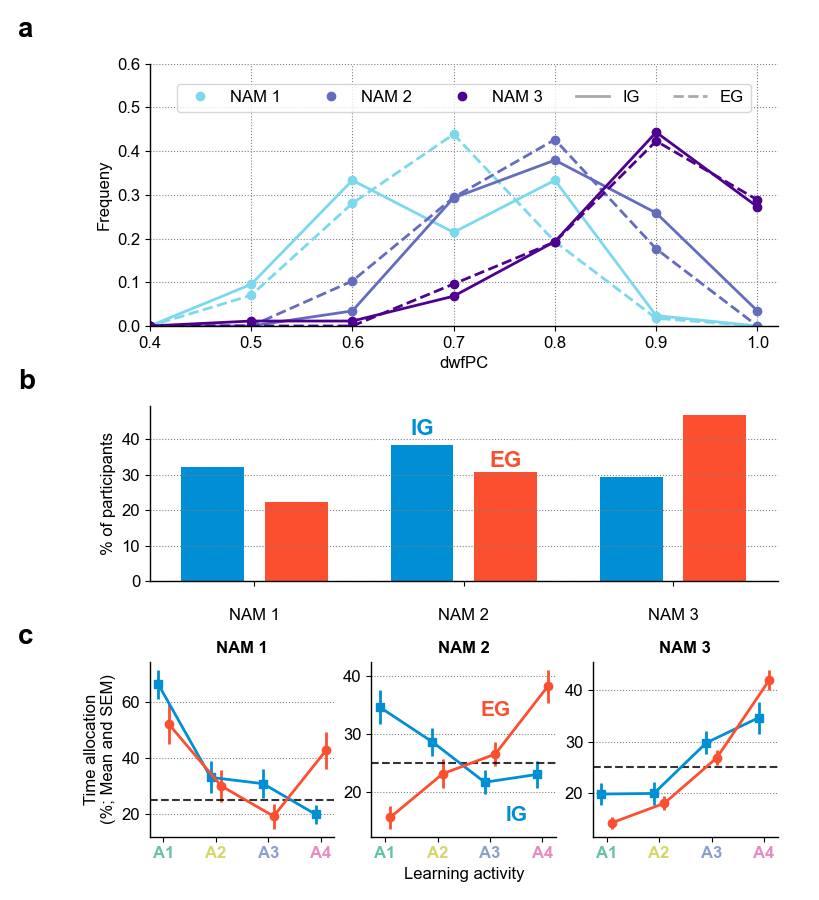 a
0.6
0.5
0.4
0.3
0.2
0.1
0.0
Frequeny
NAM 1 NAM 2 NAM 3 IG EG
0.4 0.5 0.6 0.7 0.8 0.9 1.0
dwfPC
b
40
30
20
10
0
% of participants
IG
EG
NAM 1 NAM 2 NAM 3
c
NAM 1 NAM 2 NAM 3
Time allocation
(%; Mean and SEM)
60
40
20
40
30
20
EG
IG
40
30
20
A1 A2 A3 A4 A1 A2 A3 A4 A1 A2 A3 A4
Learning activity